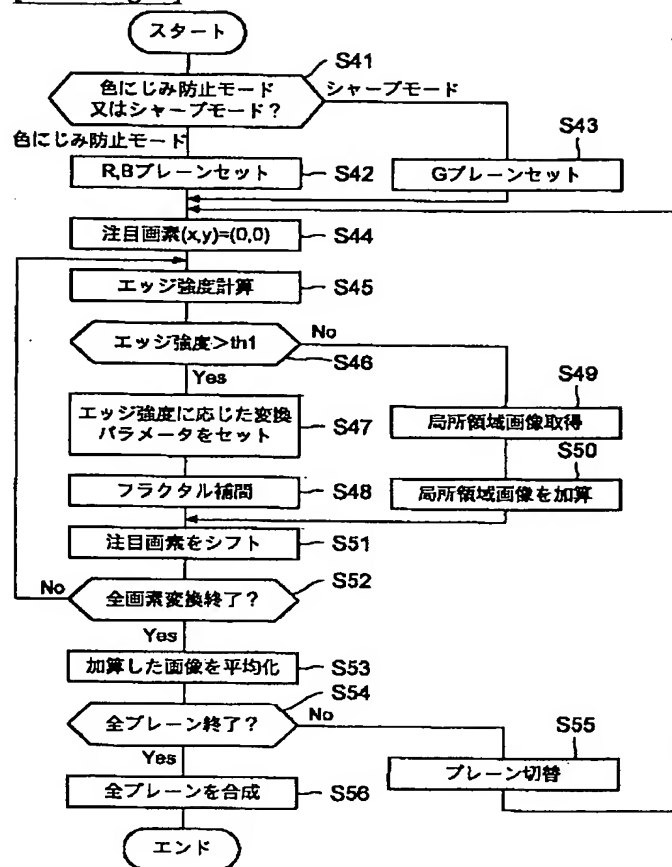 スタート
S41
色にじみ防止モード
又はシャープモード？
シャープモード
色にじみ防止モード
S43
R,Bプレーンセット
S42
Gプレーンセット
注目画素(x,y)=(0,0)
S44
エッジ強度計算
S45
エッジ強度>th1
No
S46
Yes
S49
エッジ強度に応じた変換
パラメータをセット
S47
局所領域画像取得
S50
フラクタル補間
S48
局所領域画像を加算
注目画素をシフト
S51
S52
No
全画素変換終了？
Yes
加算した画像を平均化
S53
S54
全プレーン終了？
No
S55
Yes
プレーン切替
全プレーンを合成
S56
エンド